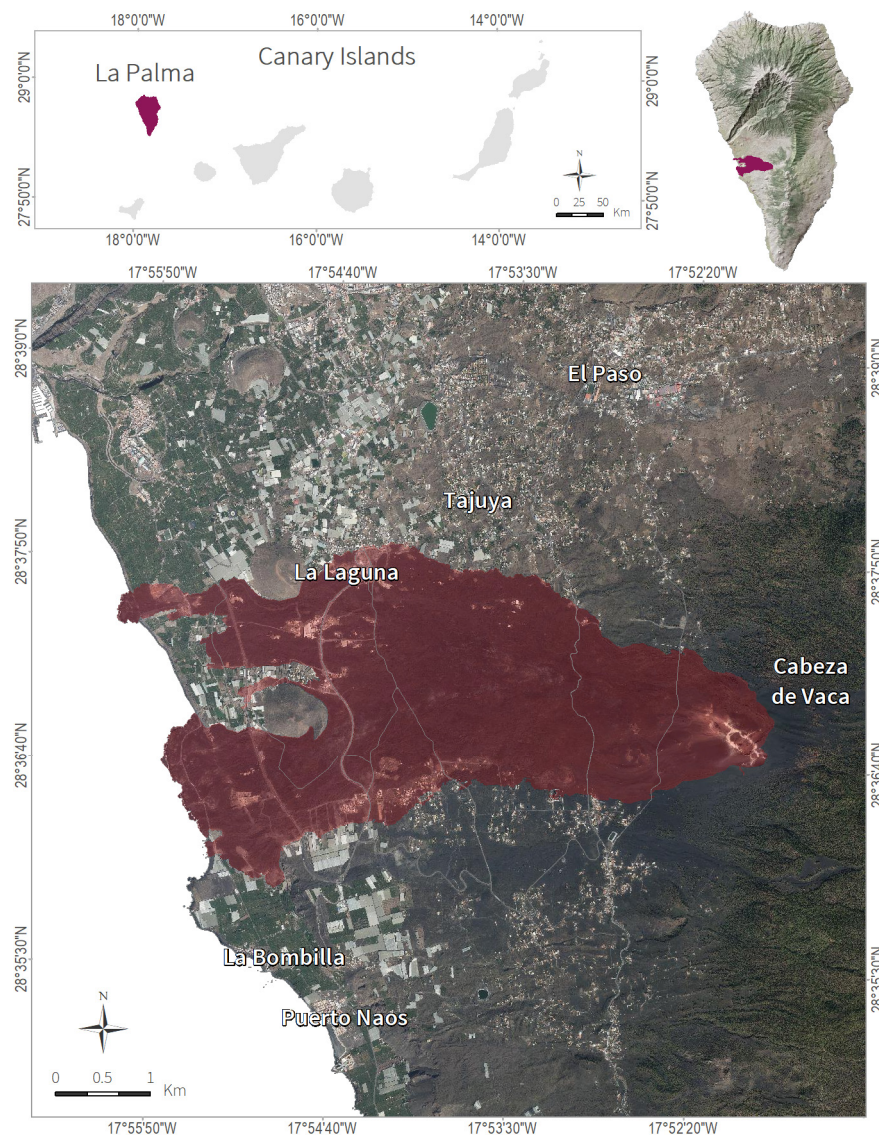 18°0'0"W
16°0'0"W
14°0'0"W
29°0'0"N
27°50'0"N
La Palma
Canary Islands
29°0'0"N
27°50'0"N
N
0 25 50
Km
18°0'0"W
16°0'0"W
14°0'0"W
17°55'50"W
17°54'40"W
17°53'30"W
17°52'20"W
28°39'0"N
28°39'0"N
El Paso
Tajuya
28°37'50"N
28°37'50"N
La Laguna
Cabeza
de Vaca
28°36'40"N
28°36'40"N
La Bombilla
28°35'30"N
28°35'30"N
Puerto Naos
N
0 0.5 1
Km
17°55'50"W
17°54'40"W
17°53'30"W
17°52'20"W